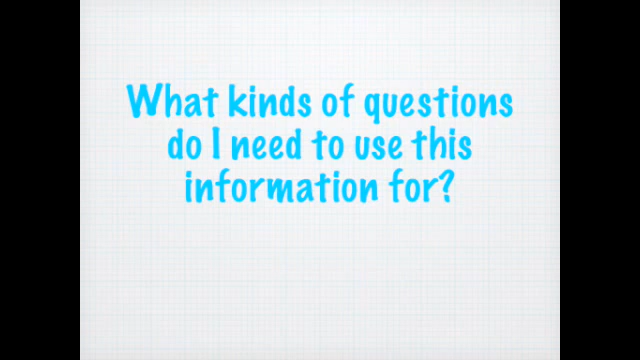 What kinds of questions
do I need to use this
information for?